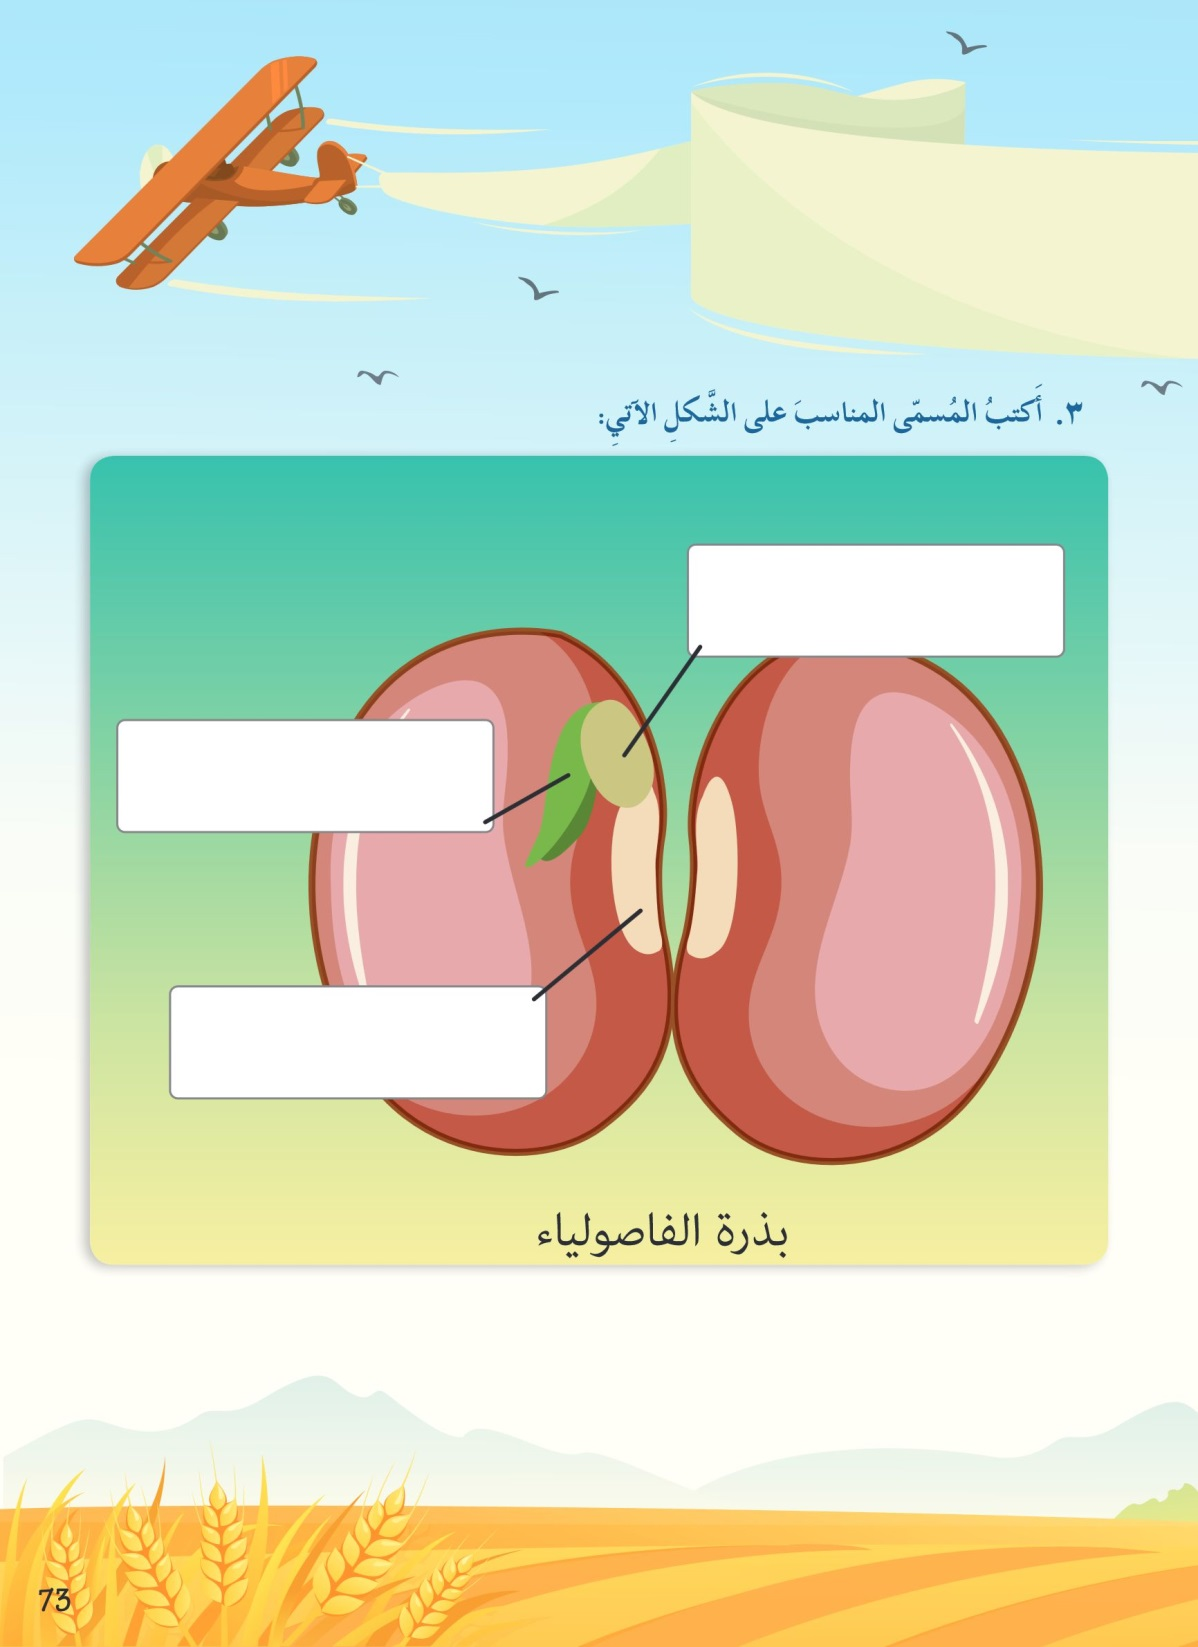 ٣. أَكتبُ المُسمّى المناسبَ على الشَّكلِ الآتيِ:
بذرة الفاصولياء
73